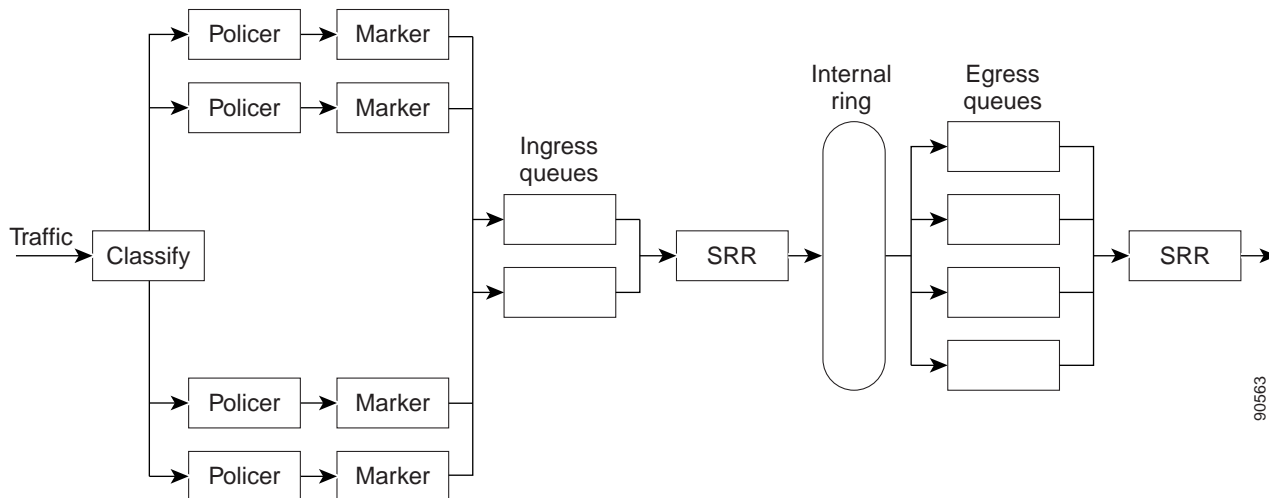 Policer
Marker
Policer
Marker
Internal
ring
Egress
queues
Ingress
queues
Traffic
Classify
SRR
SRR
Policer
Marker
Policer
Marker
90563